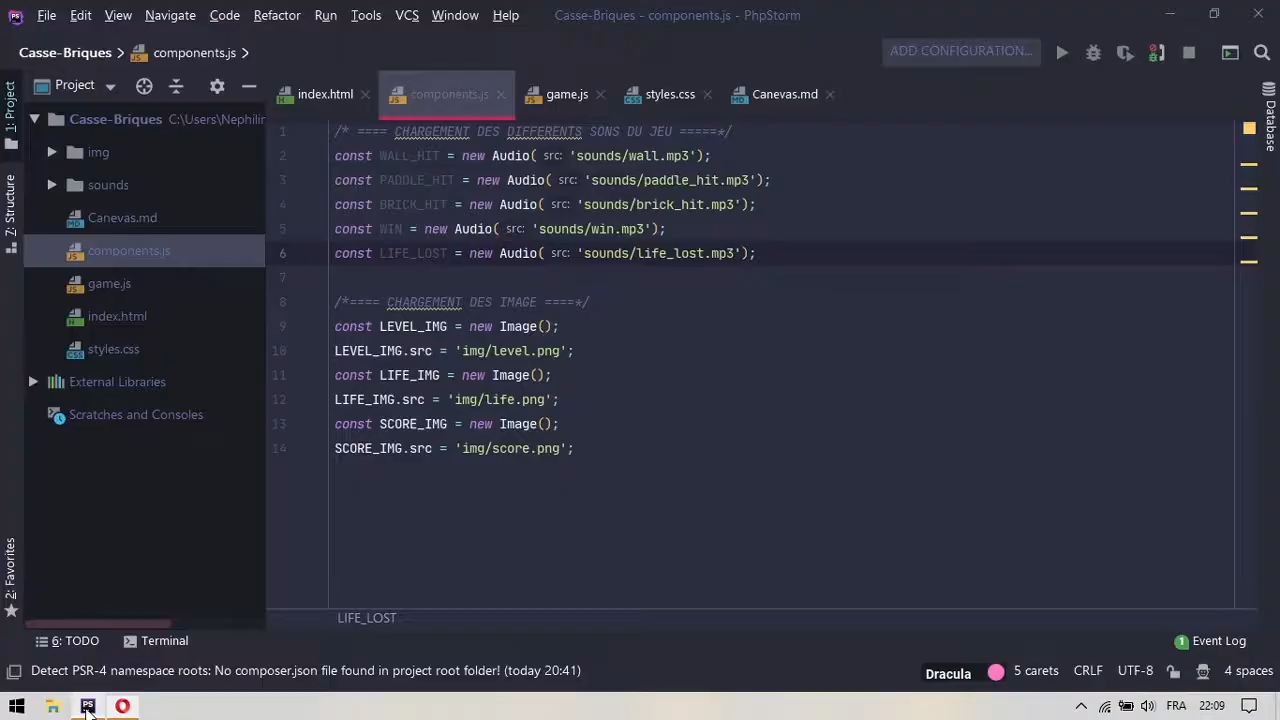 File Edit View Navigate Code Refactor Run Tools VCS Window Help Casse-Briques - components.js - PhpStorm
Casse-Briques components.js ADD CONFIGURATION...
Project index.html components.js game.js styles.css Canevas.md
1: Project
Z: Structure
2: Favorites
Database
Casse-Briques C:\Users\Nephilin
img
sounds
Canevas.md
components.js
game.js
index.html
styles.css
External Libraries
Scratches and Consoles
1 /* ==== CHARGEMENT DES DIFFERENTS SONS DU JEU =====*/
2 const WALL_HIT = new Audio( src: 'sounds/wall.mp3');
3 const PADDLE_HIT = new Audio( src: 'sounds/paddle_hit.mp3');
4 const BRICK_HIT = new Audio( src: 'sounds/brick_hit.mp3');
5 const WIN = new Audio( src: 'sounds/win.mp3');
6 const LIFE_LOST = new Audio( src: 'sounds/life_lost.mp3');
7
8 /*==== CHARGEMENT DES IMAGE ====*/
9 const LEVEL_IMG = new Image();
10 LEVEL_IMG.src = 'img/level.png';
11 const LIFE_IMG = new Image();
12 LIFE_IMG.src = 'img/life.png';
13 const SCORE_IMG = new Image();
14 SCORE_IMG.src = 'img/score.png';
LIFE_LOST
6: TODO Terminal 1 Event Log
Detect PSR-4 namespace roots: No composer.json file found in project root folder! (today 20:41) Dracula 5 carets CRLF UTF-8 4 spaces
FRA 22:09